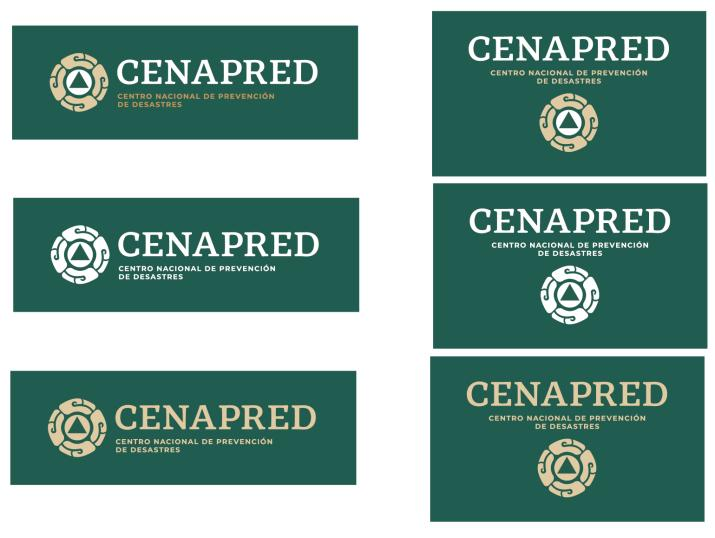 CENAPRED
CENTRO NACIONAL DE PREVENCIÓN
DE DESASTRES
CENAPRED
CENTRO NACIONAL DE PREVENCIÓN
DE DESASTRES
CENAPRED
CENTRO NACIONAL DE PREVENCIÓN
DE DESASTRES
CENAPRED
CENTRO NACIONAL DE PREVENCIÓN
DE DESASTRES
CENAPRED
CENTRO NACIONAL DE PREVENCIÓN
DE DESASTRES
CENAPRED
CENTRO NACIONAL DE PREVENCIÓN
DE DESASTRES